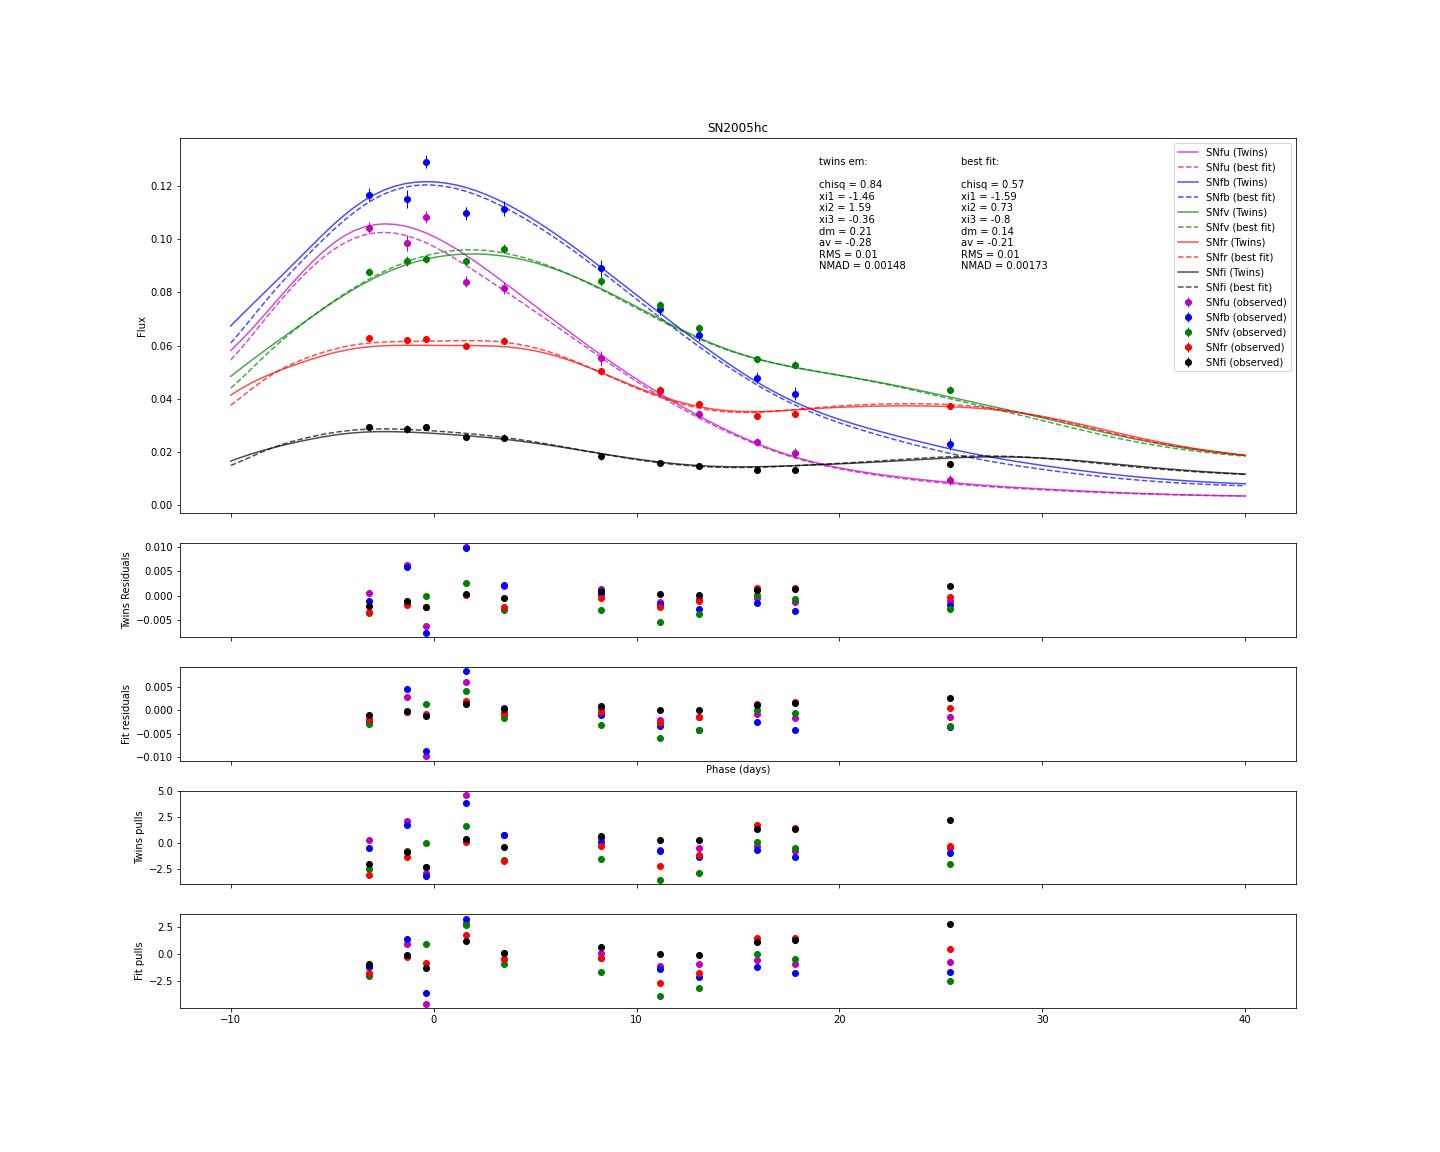 SN2005hc
Flux
0.12
0.10
0.08
0.06
0.04
0.02
0.00
twins em:
chisq = 0.84
xi1 = -1.46
xi2 = 1.59
xi3 = -0.36
dm = 0.21
av = -0.28
RMS = 0.01
NMAD = 0.00148
best fit:
chisq = 0.57
xi1 = -1.59
xi2 = 0.73
xi3 = -0.8
dm = 0.14
av = -0.21
RMS = 0.01
NMAD = 0.00173
SNfu (Twins)
SNfu (best fit)
SNfb (Twins)
SNfb (best fit)
SNfv (Twins)
SNfv (best fit)
SNfr (Twins)
SNfr (best fit)
SNfi (Twins)
SNfi (best fit)
SNfu (observed)
SNfb (observed)
SNfv (observed)
SNfr (observed)
SNfi (observed)
Twins Residuals
0.010
0.005
0.000
−0.005
Fit residuals
0.005
0.000
−0.005
−0.010
Phase (days)
Twins pulls
5.0
2.5
0.0
−2.5
Fit pulls
2.5
0.0
−2.5
−10
0
10
20
30
40